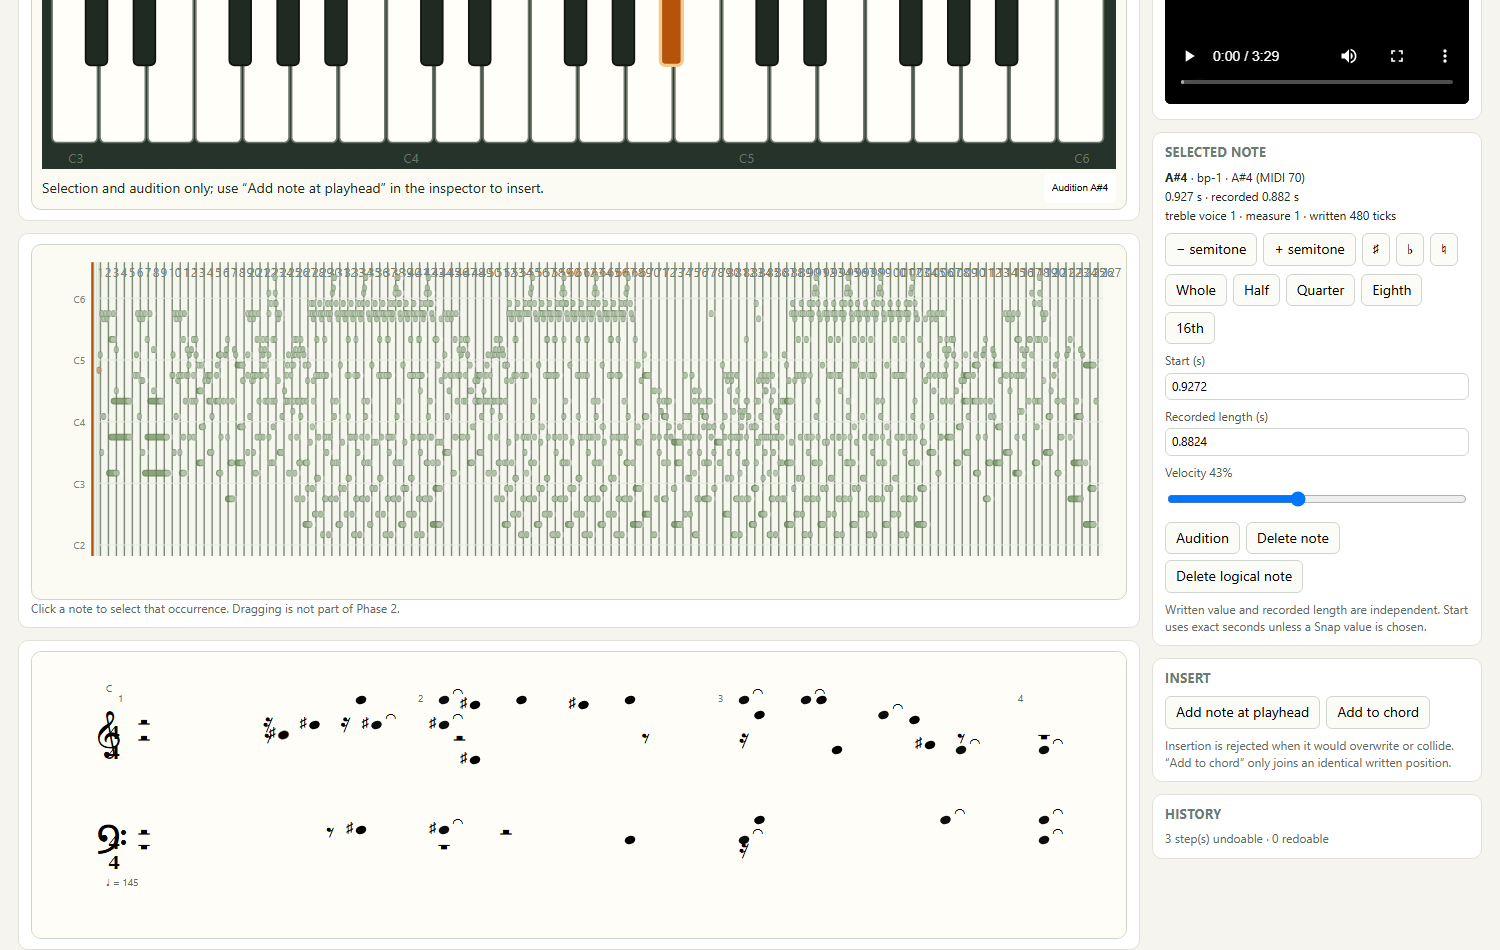 C3 C4 C5 C6
Selection and audition only; use “Add note at playhead” in the inspector to insert.
Audition A#4
C6
C5
C4
C3
C2
Click a note to select that occurrence. Dragging is not part of Phase 2.
C
1 2 3 4
4
4
4
4
♩ = 145
0:00 / 3:29
SELECTED NOTE
A#4 · bp-1 · A#4 (MIDI 70)
0.927 s · recorded 0.882 s
treble voice 1 · measure 1 · written 480 ticks
− semitone + semitone ♯ ♭ ♮
Whole Half Quarter Eighth
16th
Start (s)
0.9272
Recorded length (s)
0.8824
Velocity 43%
Audition Delete note
Delete logical note
Written value and recorded length are independent. Start
uses exact seconds unless a Snap value is chosen.
INSERT
Add note at playhead Add to chord
Insertion is rejected when it would overwrite or collide.
“Add to chord” only joins an identical written position.
HISTORY
3 step(s) undoable · 0 redoable